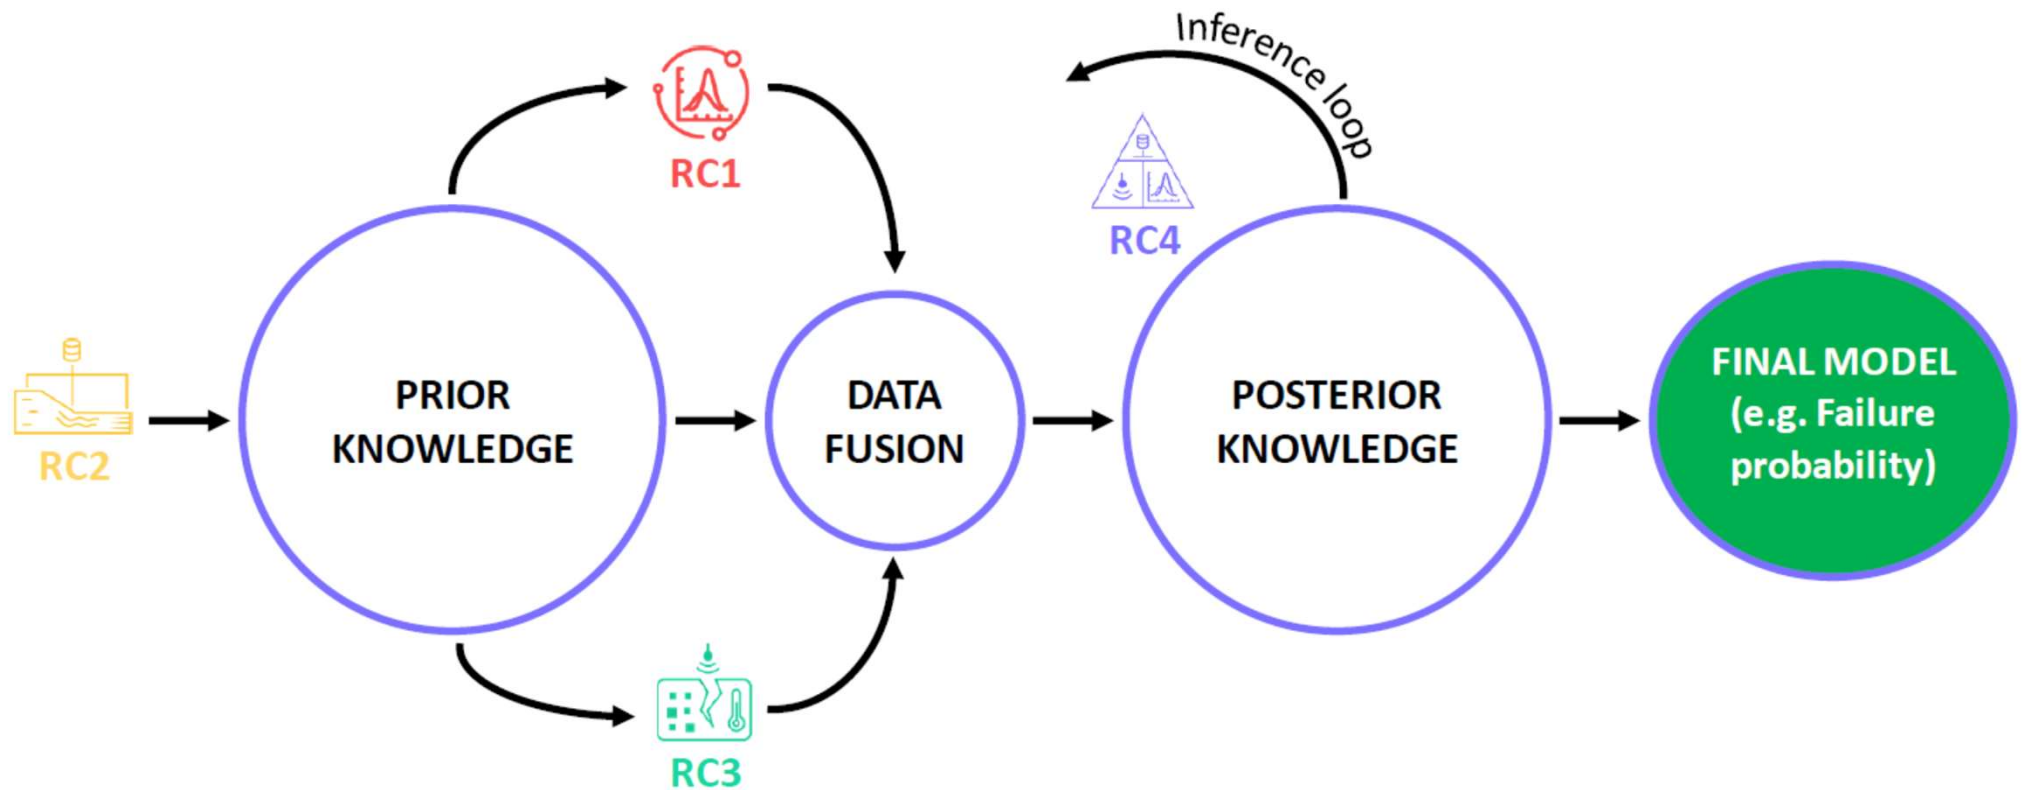 Inference loop
RC1
RC4
RC2
PRIOR
KNOWLEDGE
DATA
FUSION
POSTERIOR
KNOWLEDGE
FINAL MODEL
(e.g. Failure
probability)
RC3